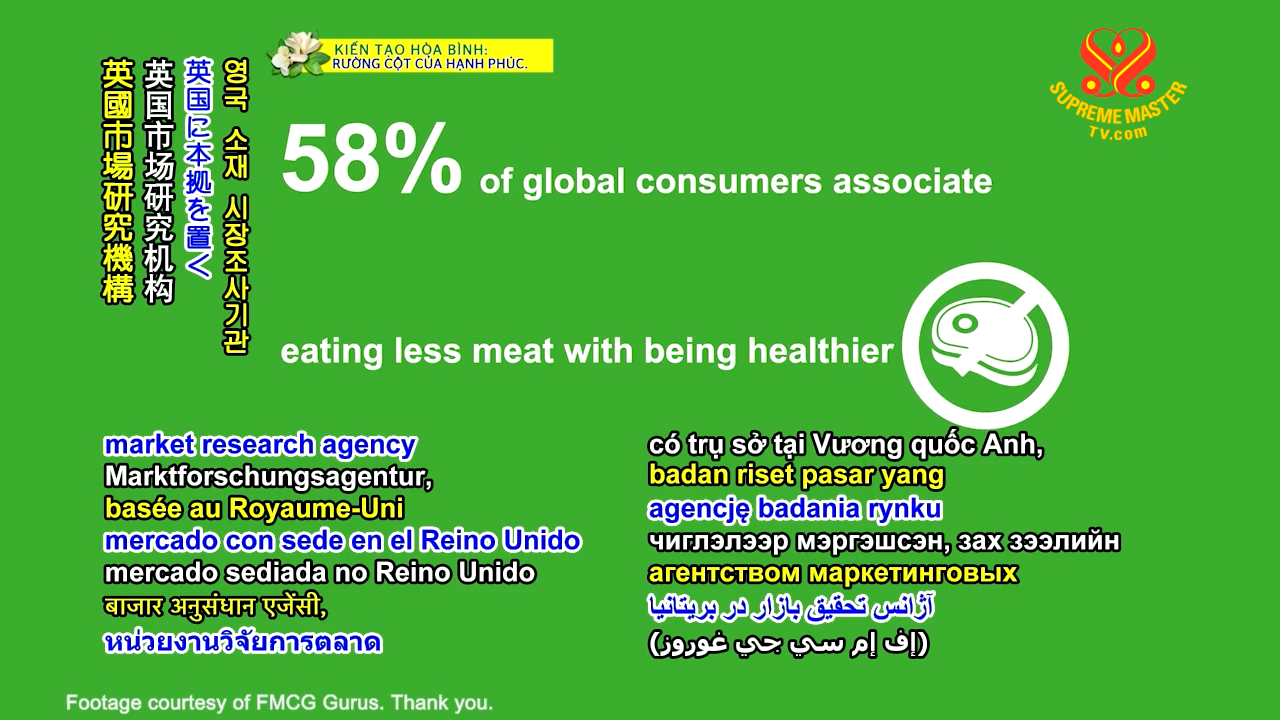 KIẾN TẠO HÒA BÌNH:
RƯỜNG CỘT CỦA HẠNH PHÚC.
SUPREME MASTER
TV.com
英國市場研究機構
英国市场研究机构
英国に本拠を置く
영국 소재 시장조사기관
58% of global consumers associate
eating less meat with being healthier
market research agency
Marktforschungsagentur,
basée au Royaume-Uni
mercado con sede en el Reino Unido
mercado sediada no Reino Unido
बाजार अनुसंधान एजेंसी,
หน่วยงานวิจัยการตลาด
có trụ sở tại Vương quốc Anh,
badan riset pasar yang
agencję badania rynku
чиглэлээр мэргэшсэн, зах зээлийн
агентством маркетинговых
آژانس تحقیق بازار در بریتانیا
(إف إم سي جي غوروز)
Footage courtesy of FMCG Gurus. Thank you.